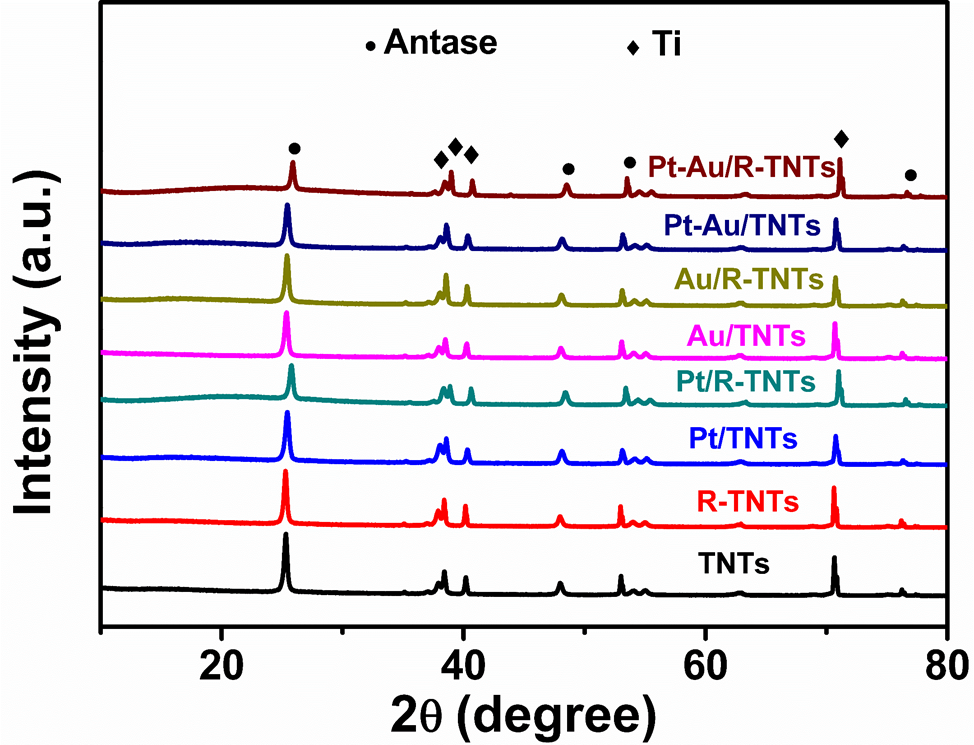 ● Antase ◆ Ti
Pt-Au/R-TNTs
Pt-Au/TNTs
Au/R-TNTs
Au/TNTs
Pt/R-TNTs
Pt/TNTs
R-TNTs
TNTs
Intensity (a.u.)
20 40 60 80
2θ (degree)